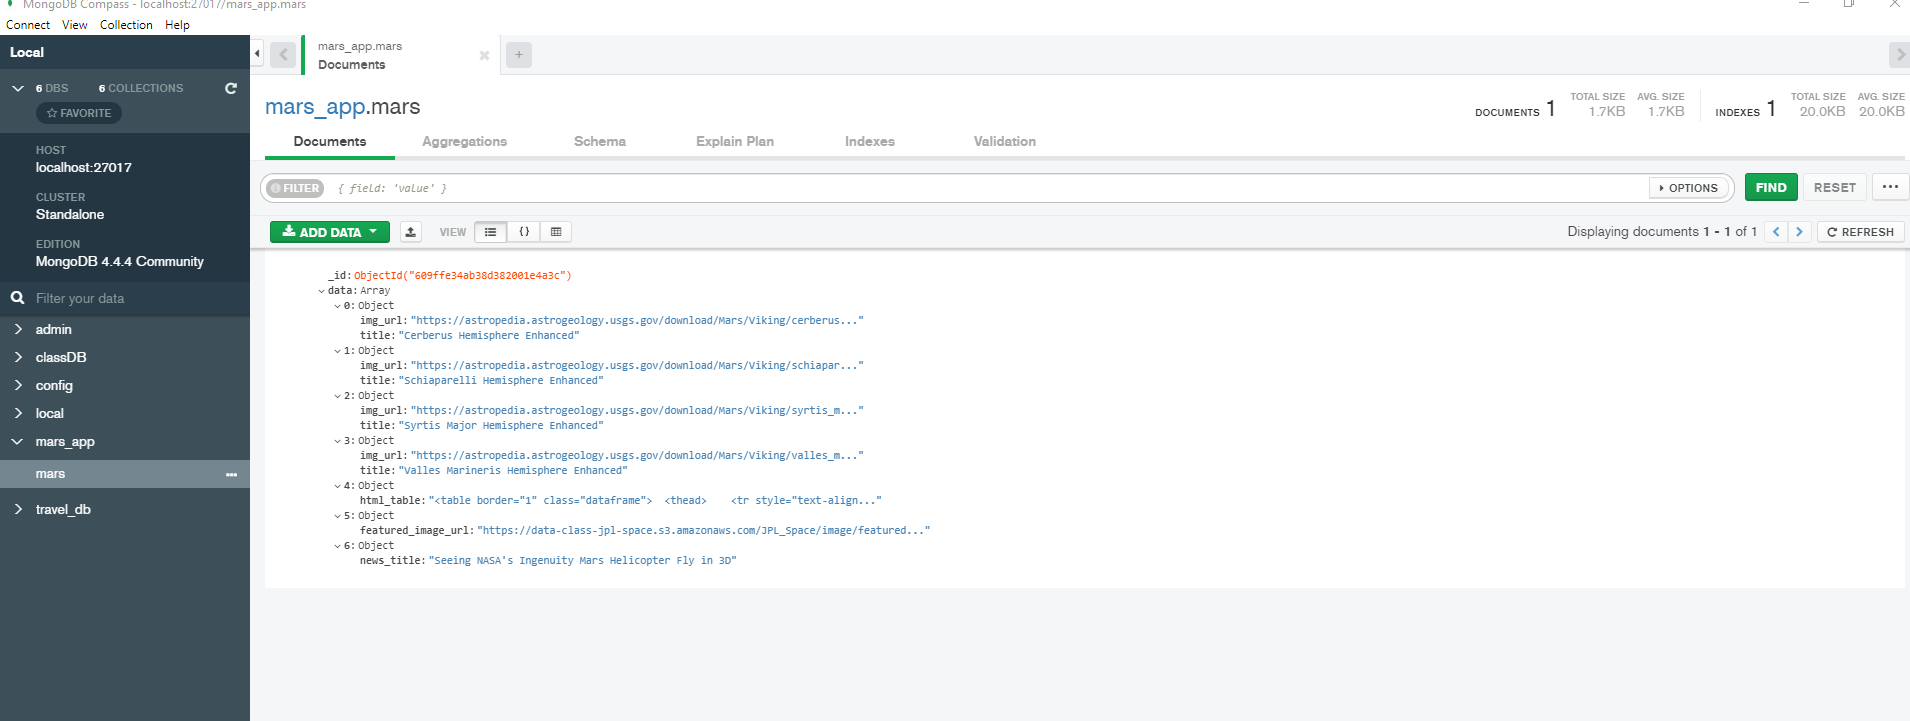 MongoDB Compass - localhost:27017/mars_app.mars
Connect View Collection Help
Local
6 DBS 6 COLLECTIONS
FAVORITE
HOST
localhost:27017
CLUSTER
Standalone
EDITION
MongoDB 4.4.4 Community
Filter your data
admin
classDB
config
local
mars_app
mars
travel_db
mars_app.mars
Documents
mars_app.mars
DOCUMENTS 1 TOTAL SIZE 1.7KB AVG. SIZE 1.7KB INDEXES 1 TOTAL SIZE 20.0KB AVG. SIZE 20.0KB
Documents Aggregations Schema Explain Plan Indexes Validation
FILTER { field: 'value' } OPTIONS FIND RESET
ADD DATA VIEW {} Displaying documents 1 - 1 of 1 REFRESH
_id: ObjectId("609ffe34ab38d382001e4a3c")
data: Array
0: Object
img_url: "https://astropedia.astrogeology.usgs.gov/download/Mars/Viking/cerberus..."
title: "Cerberus Hemisphere Enhanced"
1: Object
img_url: "https://astropedia.astrogeology.usgs.gov/download/Mars/Viking/schiapar..."
title: "Schiaparelli Hemisphere Enhanced"
2: Object
img_url: "https://astropedia.astrogeology.usgs.gov/download/Mars/Viking/syrtis_m..."
title: "Syrtis Major Hemisphere Enhanced"
3: Object
img_url: "https://astropedia.astrogeology.usgs.gov/download/Mars/Viking/valles_m..."
title: "Valles Marineris Hemisphere Enhanced"
4: Object
html_table: "<table border="1" class="dataframe"> <thead> <tr style="text-align..."
5: Object
featured_image_url: "https://data-class-jpl-space.s3.amazonaws.com/JPL_Space/image/featured..."
6: Object
news_title: "Seeing NASA's Ingenuity Mars Helicopter Fly in 3D"